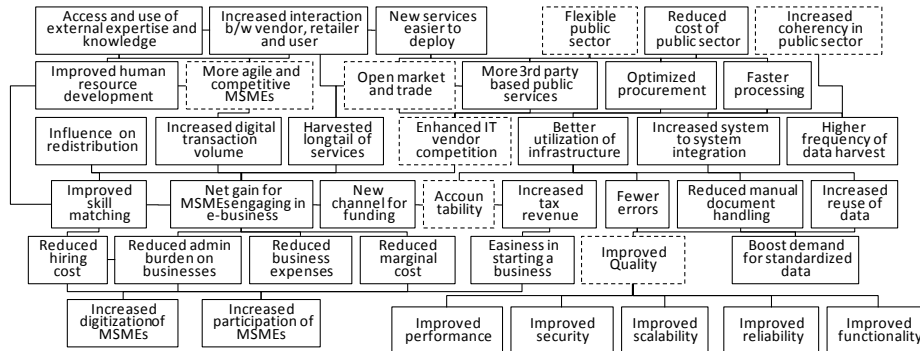 Access and use of
external expertise and
knowledge
Increased interaction
b/w vendor, retailer
and user
New services
easier to
deploy
Flexible
public
sector
Reduced
cost of
public sector
Increased
coherency in
public sector
Improved human
resource
development
More agile and
competitive
MSMEs
Open market
and trade
More 3rd party
based public
services
Optimized
procurement
Faster
processing
Influence on
redistribution
Increased digital
transaction
volume
Harvested
longtail of
services
Enhanced IT
vendor
competition
Better
utilization of
infrastructure
Increased system
to system
integration
Higher
frequency of
data harvest
Improved
skill
matching
Net gain for
MSMEs engaging in
e-business
New
channel for
funding
Accoun
tability
Increased
tax
revenue
Fewer
errors
Reduced manual
document
handling
Increased
reuse of
data
Reduced
hiring
cost
Reduced admin
burden on
businesses
Reduced
business
expenses
Reduced
marginal
cost
Easiness in
starting a
business
Improved
Quality
Boost demand
for standardized
data
Increased
digitization of
MSMEs
Increased
participation of
MSMEs
Improved
performance
Improved
security
Improved
scalability
Improved
reliability
Improved
functionality